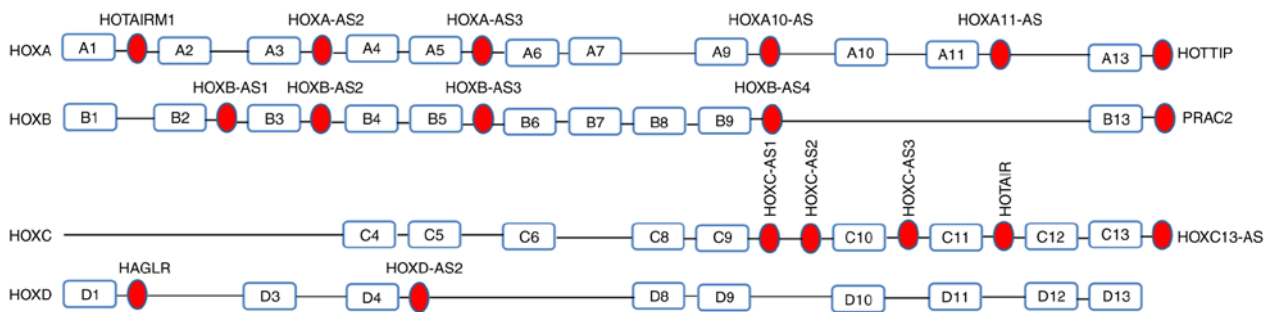 HOTAIRM1 HOXA-AS2 HOXA-AS3 HOXA10-AS HOXA11-AS
HOXA A1 A2 A3 A4 A5 A6 A7 A9 A10 A11 A13 HOTTIP
HOXB-AS1 HOXB-AS2 HOXB-AS3 HOXB-AS4
HOXB B1 B2 B3 B4 B5 B6 B7 B8 B9 B13 PRAC2
HOXC-AS1 HOXC-AS2 HOXC-AS3 HOTAIR
HOXC C4 C5 C6 C8 C9 C10 C11 C12 C13 HOXC13-AS
HAGLR HOXD-AS2
HOXD D1 D3 D4 D8 D9 D10 D11 D12 D13